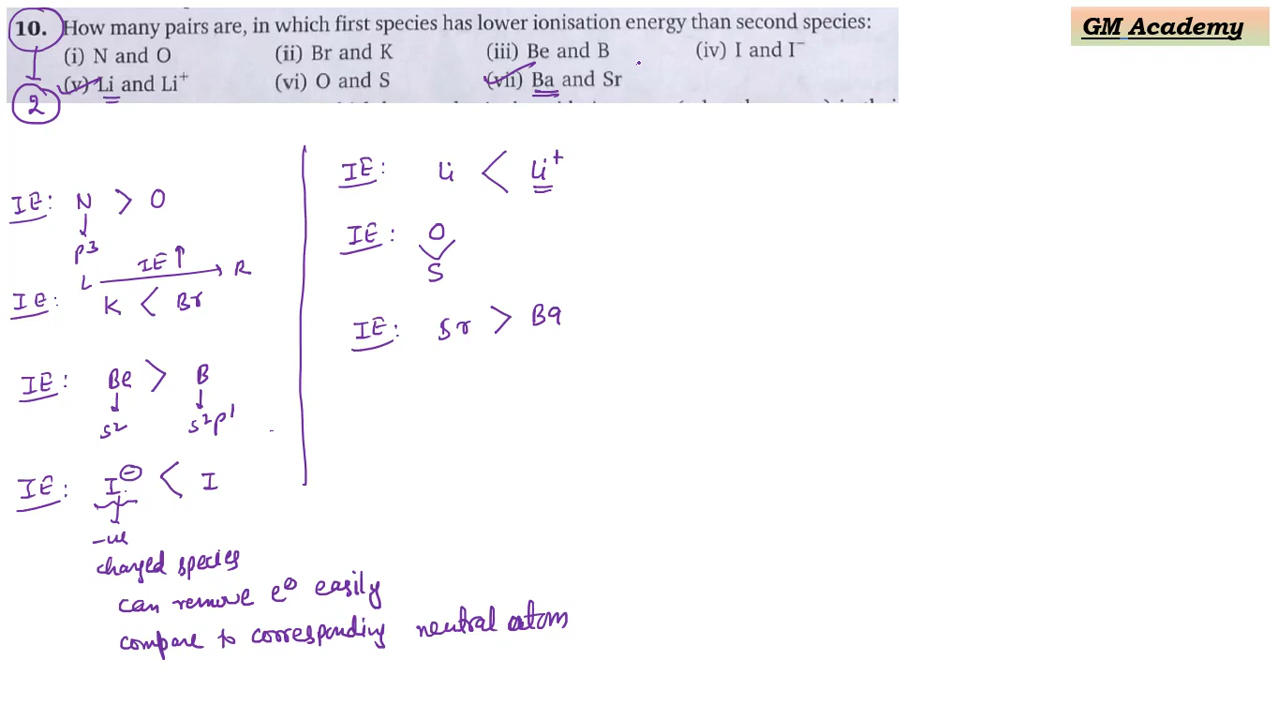 10. How many pairs are, in which first species has lower ionisation energy than second species:
(i) N and O (ii) Br and K (iii) Be and B (iv) I and I⁻
(v) Li and Li⁺ (vi) O and S (vii) Ba and Sr
2
GM Academy
IE: N > O
p³
L IE↑ R
IE: K < Br
IE: Be > B
s² s²p¹
IE: I⊖ < I
-ve
charged species
can remove e⊖ easily
compare to corresponding neutral atom
IE: Li < Li⁺
IE: O
S
IE: Sr > Ba